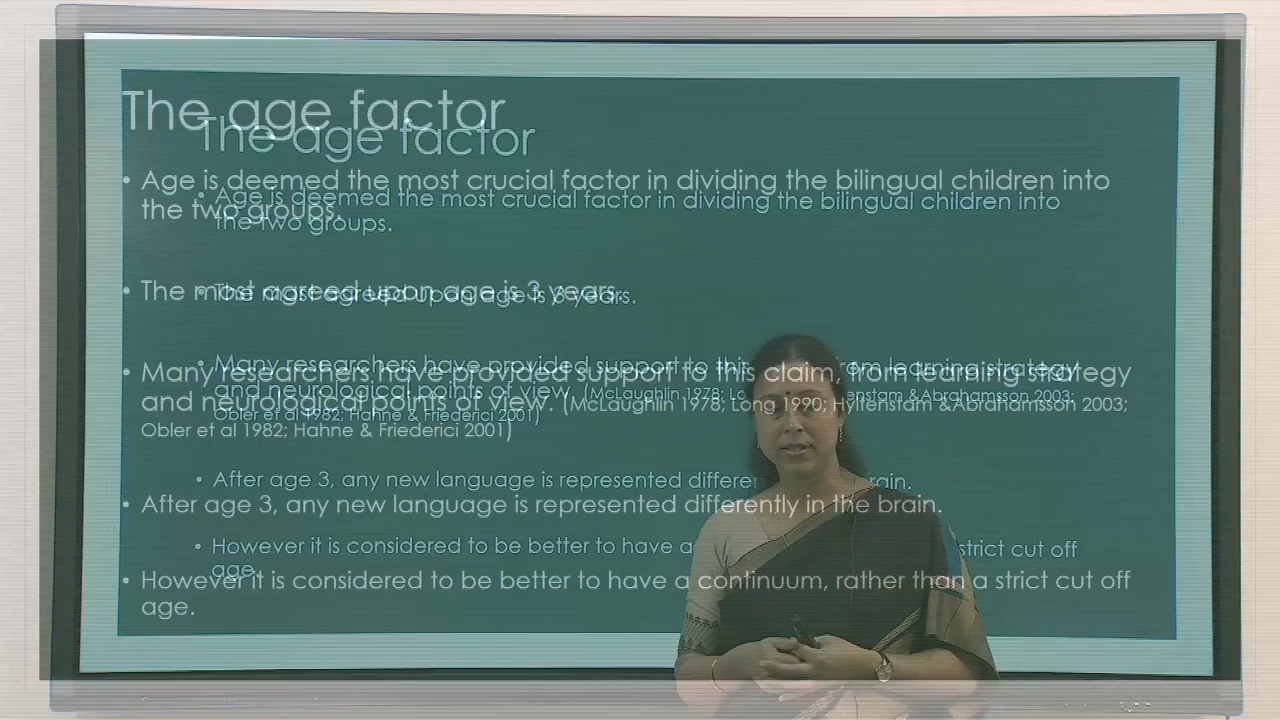 The age factor
• Age is deemed the most crucial factor in dividing the bilingual children into
the two groups.
• The most agreed upon age is 3 years.
• Many researchers have provided support to this claim, from learning strategy
and neurological points of view. (McLaughlin 1978; Long 1990; Hyltenstam &Abrahamsson 2003;
Obler et al 1982; Hahne & Friederici 2001)
• After age 3, any new language is represented differently in the brain.
• However it is considered to be better to have a continuum, rather than a strict cut off
age.